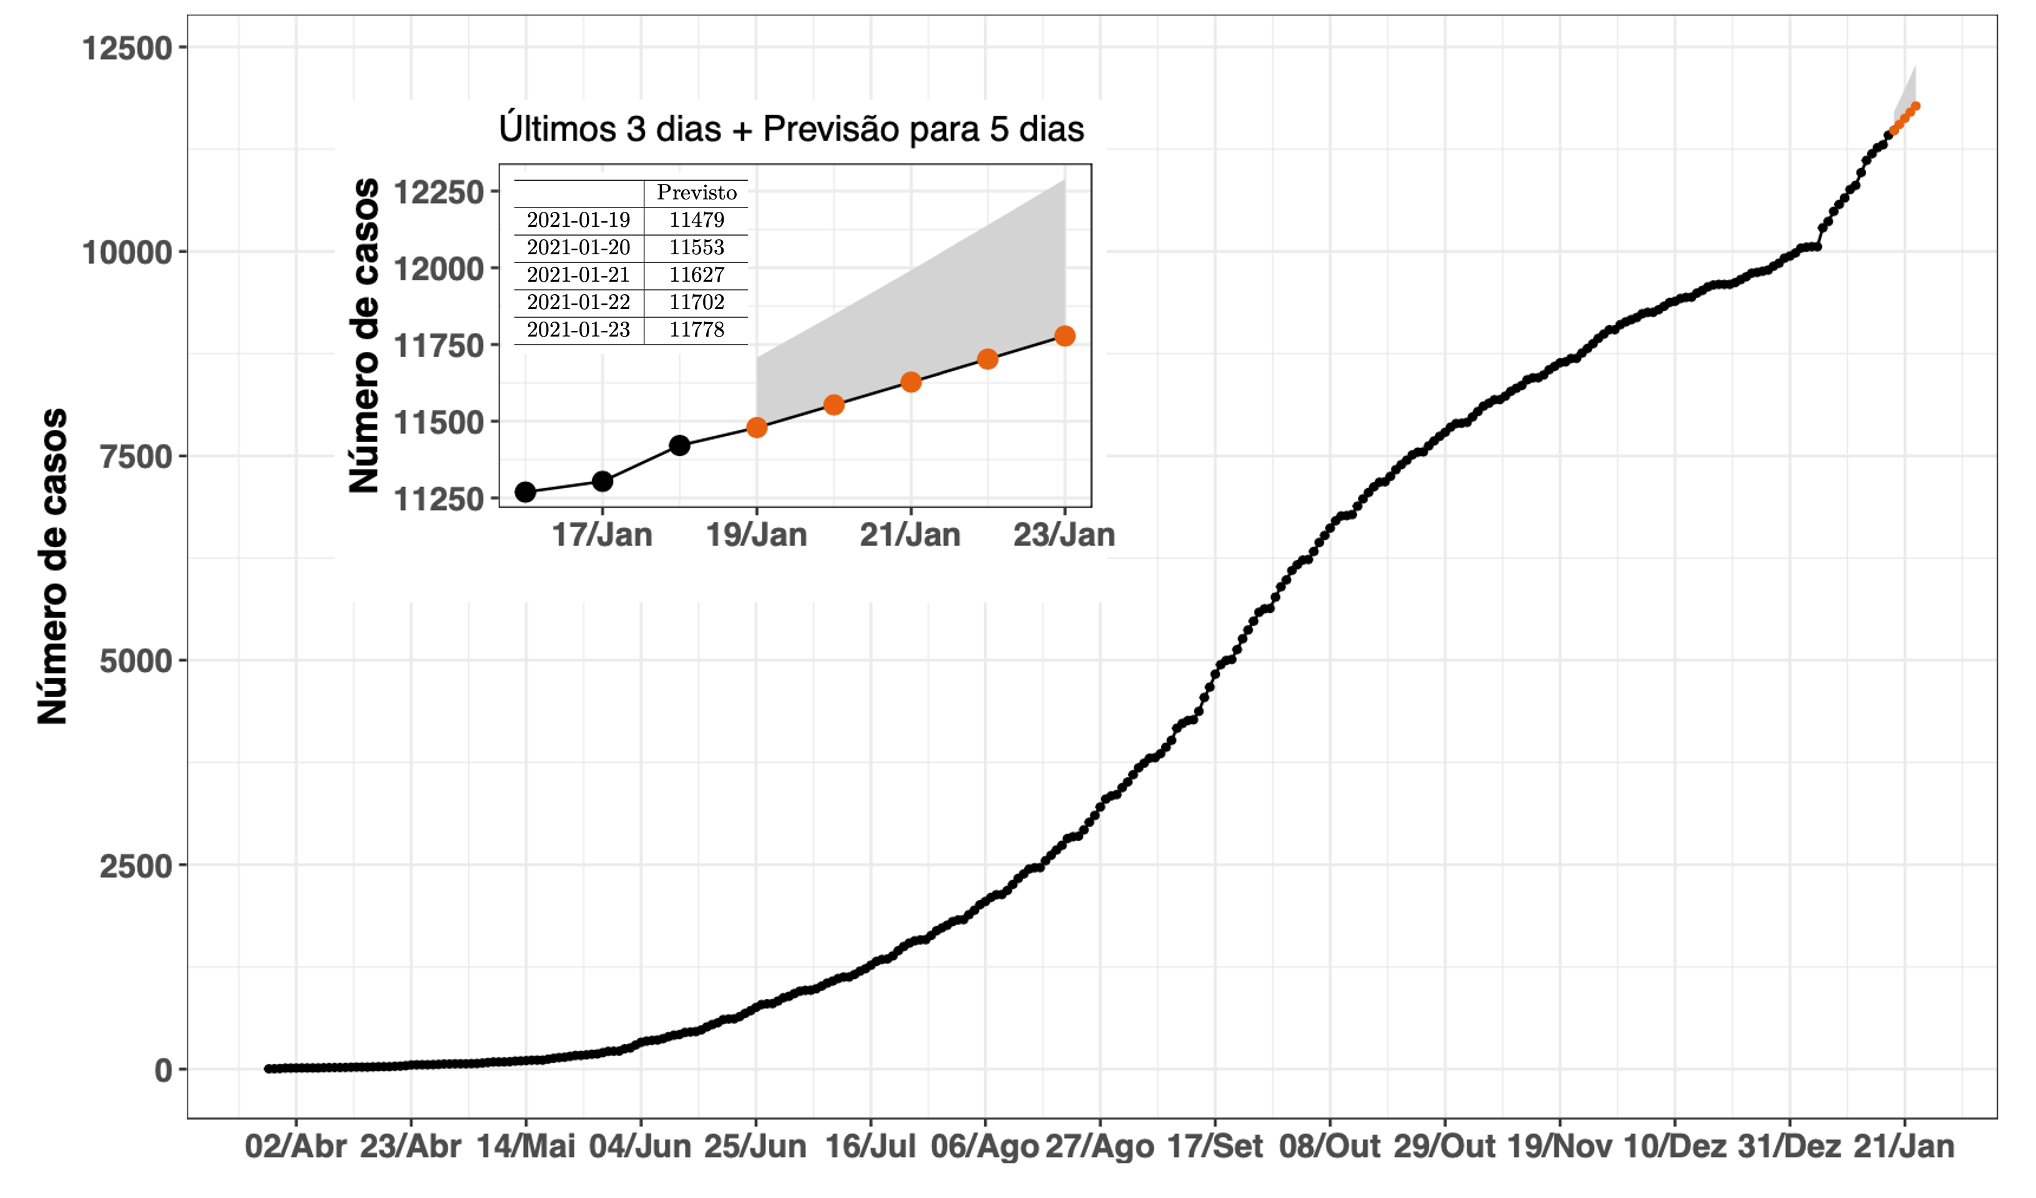 12500
10000
7500
5000
2500
0
Número de casos
02/Abr 23/Abr 14/Mai 04/Jun 25/Jun 16/Jul 06/Ago 27/Ago 17/Set 08/Out 29/Out 19/Nov 10/Dez 31/Dez 21/Jan
Últimos 3 dias + Previsão para 5 dias
Número de casos
12250
12000
11750
11500
11250
17/Jan 19/Jan 21/Jan 23/Jan
Previsto
2021-01-19 11479
2021-01-20 11553
2021-01-21 11627
2021-01-22 11702
2021-01-23 11778